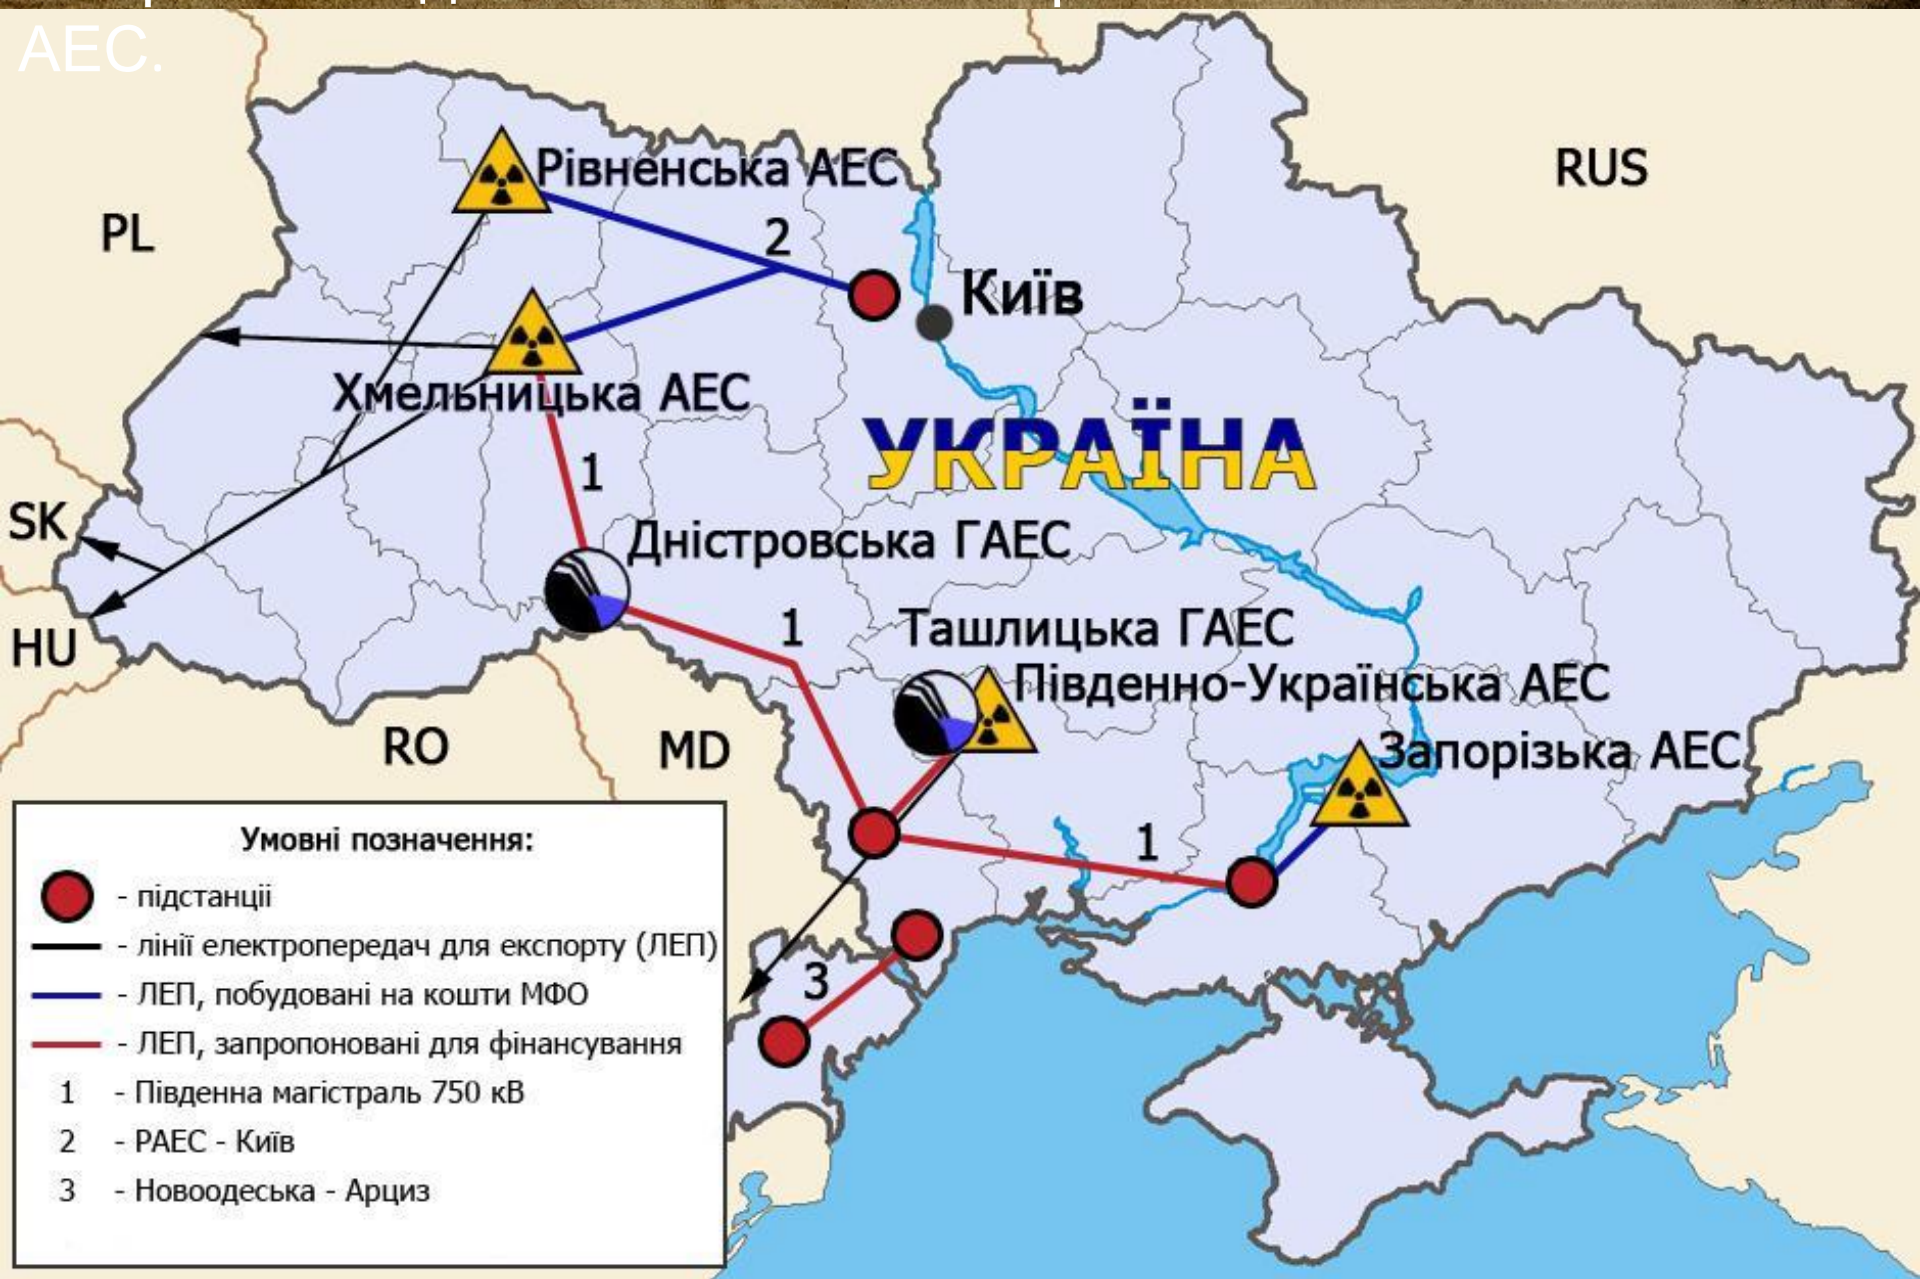 АЕС.
RUS
Рівненська АЕС
PL
2
Київ
Хмельницька АЕС
УКРАЇНА
1
SK
Дністровська ГАЕС
1
Ташлицька ГАЕС
HU
Південно-Українська АЕС
RO
MD
Запорізька АЕС
1
3
Умовні позначення:
- підстанції
- лінії електропередач для експорту (ЛЕП)
- ЛЕП, побудовані на кошти МФО
- ЛЕП, запропоновані для фінансування
1 - Південна магістраль 750 кВ
2 - РАЕС - Київ
3 - Новоодеська - Арциз